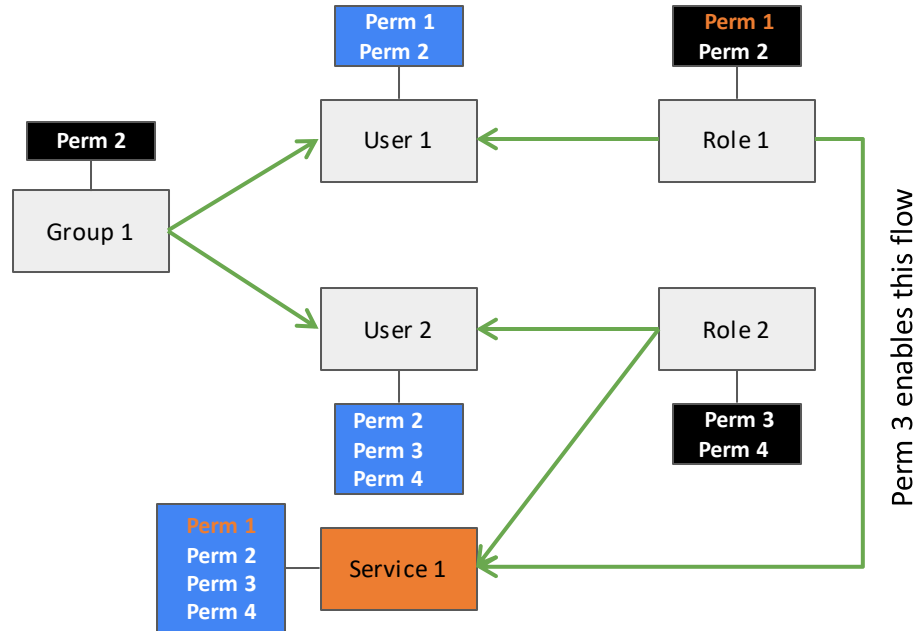 Perm 1
Perm 2
Perm 1
Perm 2
Perm 2
User 1
Role 1
Group 1
Perm 3 enables this flow
User 2
Role 2
Perm 2
Perm 3
Perm 4
Perm 3
Perm 4
Perm 1
Perm 2
Perm 3
Perm 4
Service 1